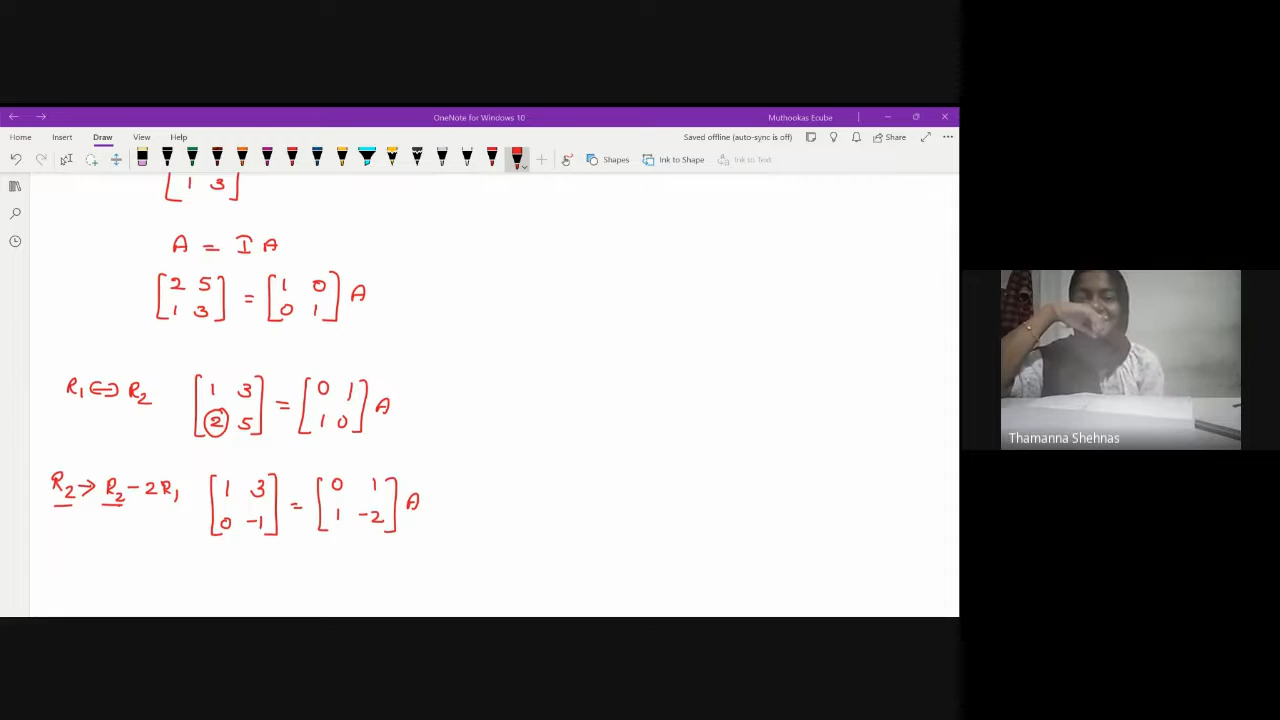 OneNote for Windows 10
Muthookas Ecube
Home Insert Draw View Help
Saved offline (auto-sync is off)
Share
Shapes
Ink to Shape
Ink to Text
1 3
A = I A
[2 5
1 3] = [1 0
0 1] A
R₁ ⇔ R₂ [1 3
2 5] = [0 1
1 0] A
R₂ → R₂ - 2R₁ [1 3
0 -1] = [0 1
1 -2] A
Thamanna Shehnas